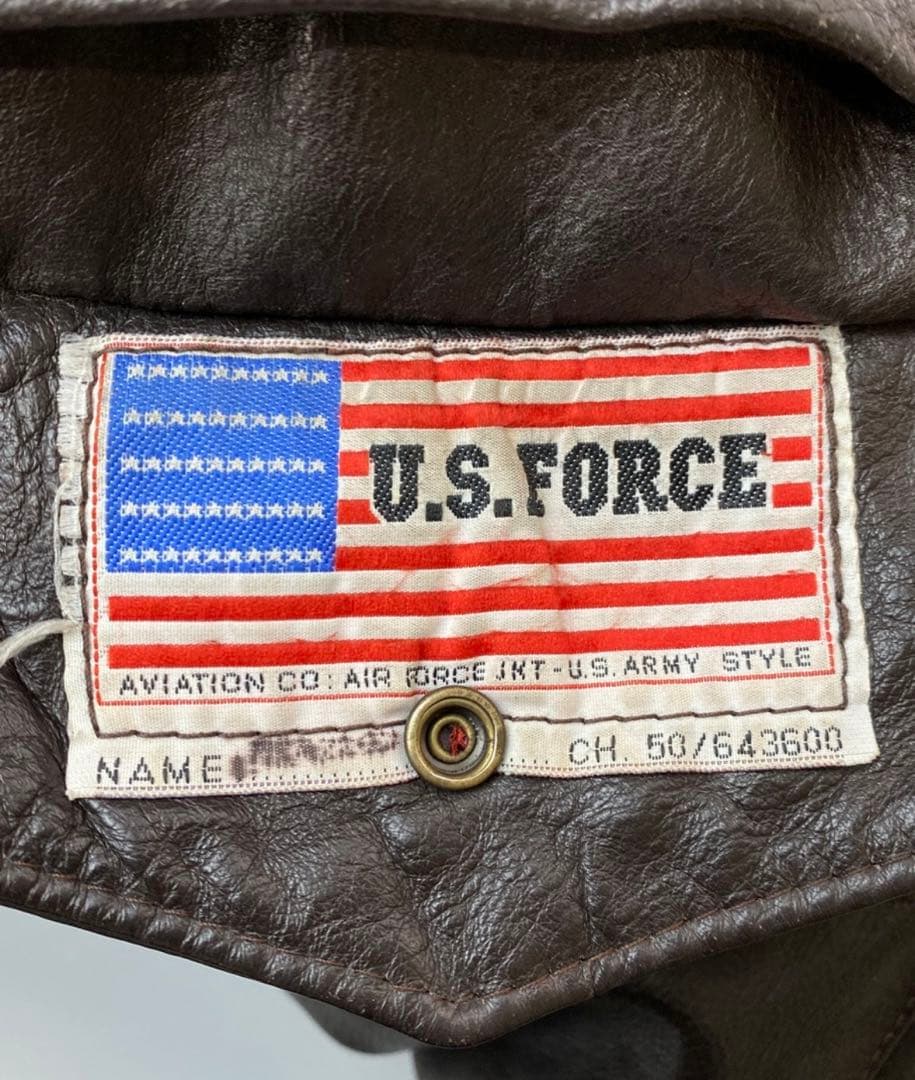 U.S.FORCE
AVIATION CO: AIR FORCE JKT-U.S.ARMY STYLE
NAME CH. 50/643600